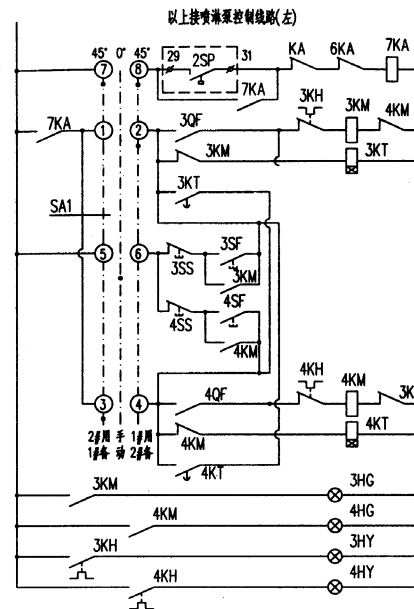 以上接喷淋泵控制线路(左)
45° 0° 45° 29 2SP 31 KA 6KA 7KA
7 8
7KA
7KA 3KH 3KM 4KM
1 2 3QF
3KM 3KT
3KT
SA1
5 6 3SF
3SS 3KM
4SF
4SS
4KM
4KH 4KM 3K
3 4 4QF
4KM 4KT
2#用 手 1#用
1#备 动 2#备
4KT
3KM 3HG
4KM 4HG
3KH 3HY
4KH 4HY